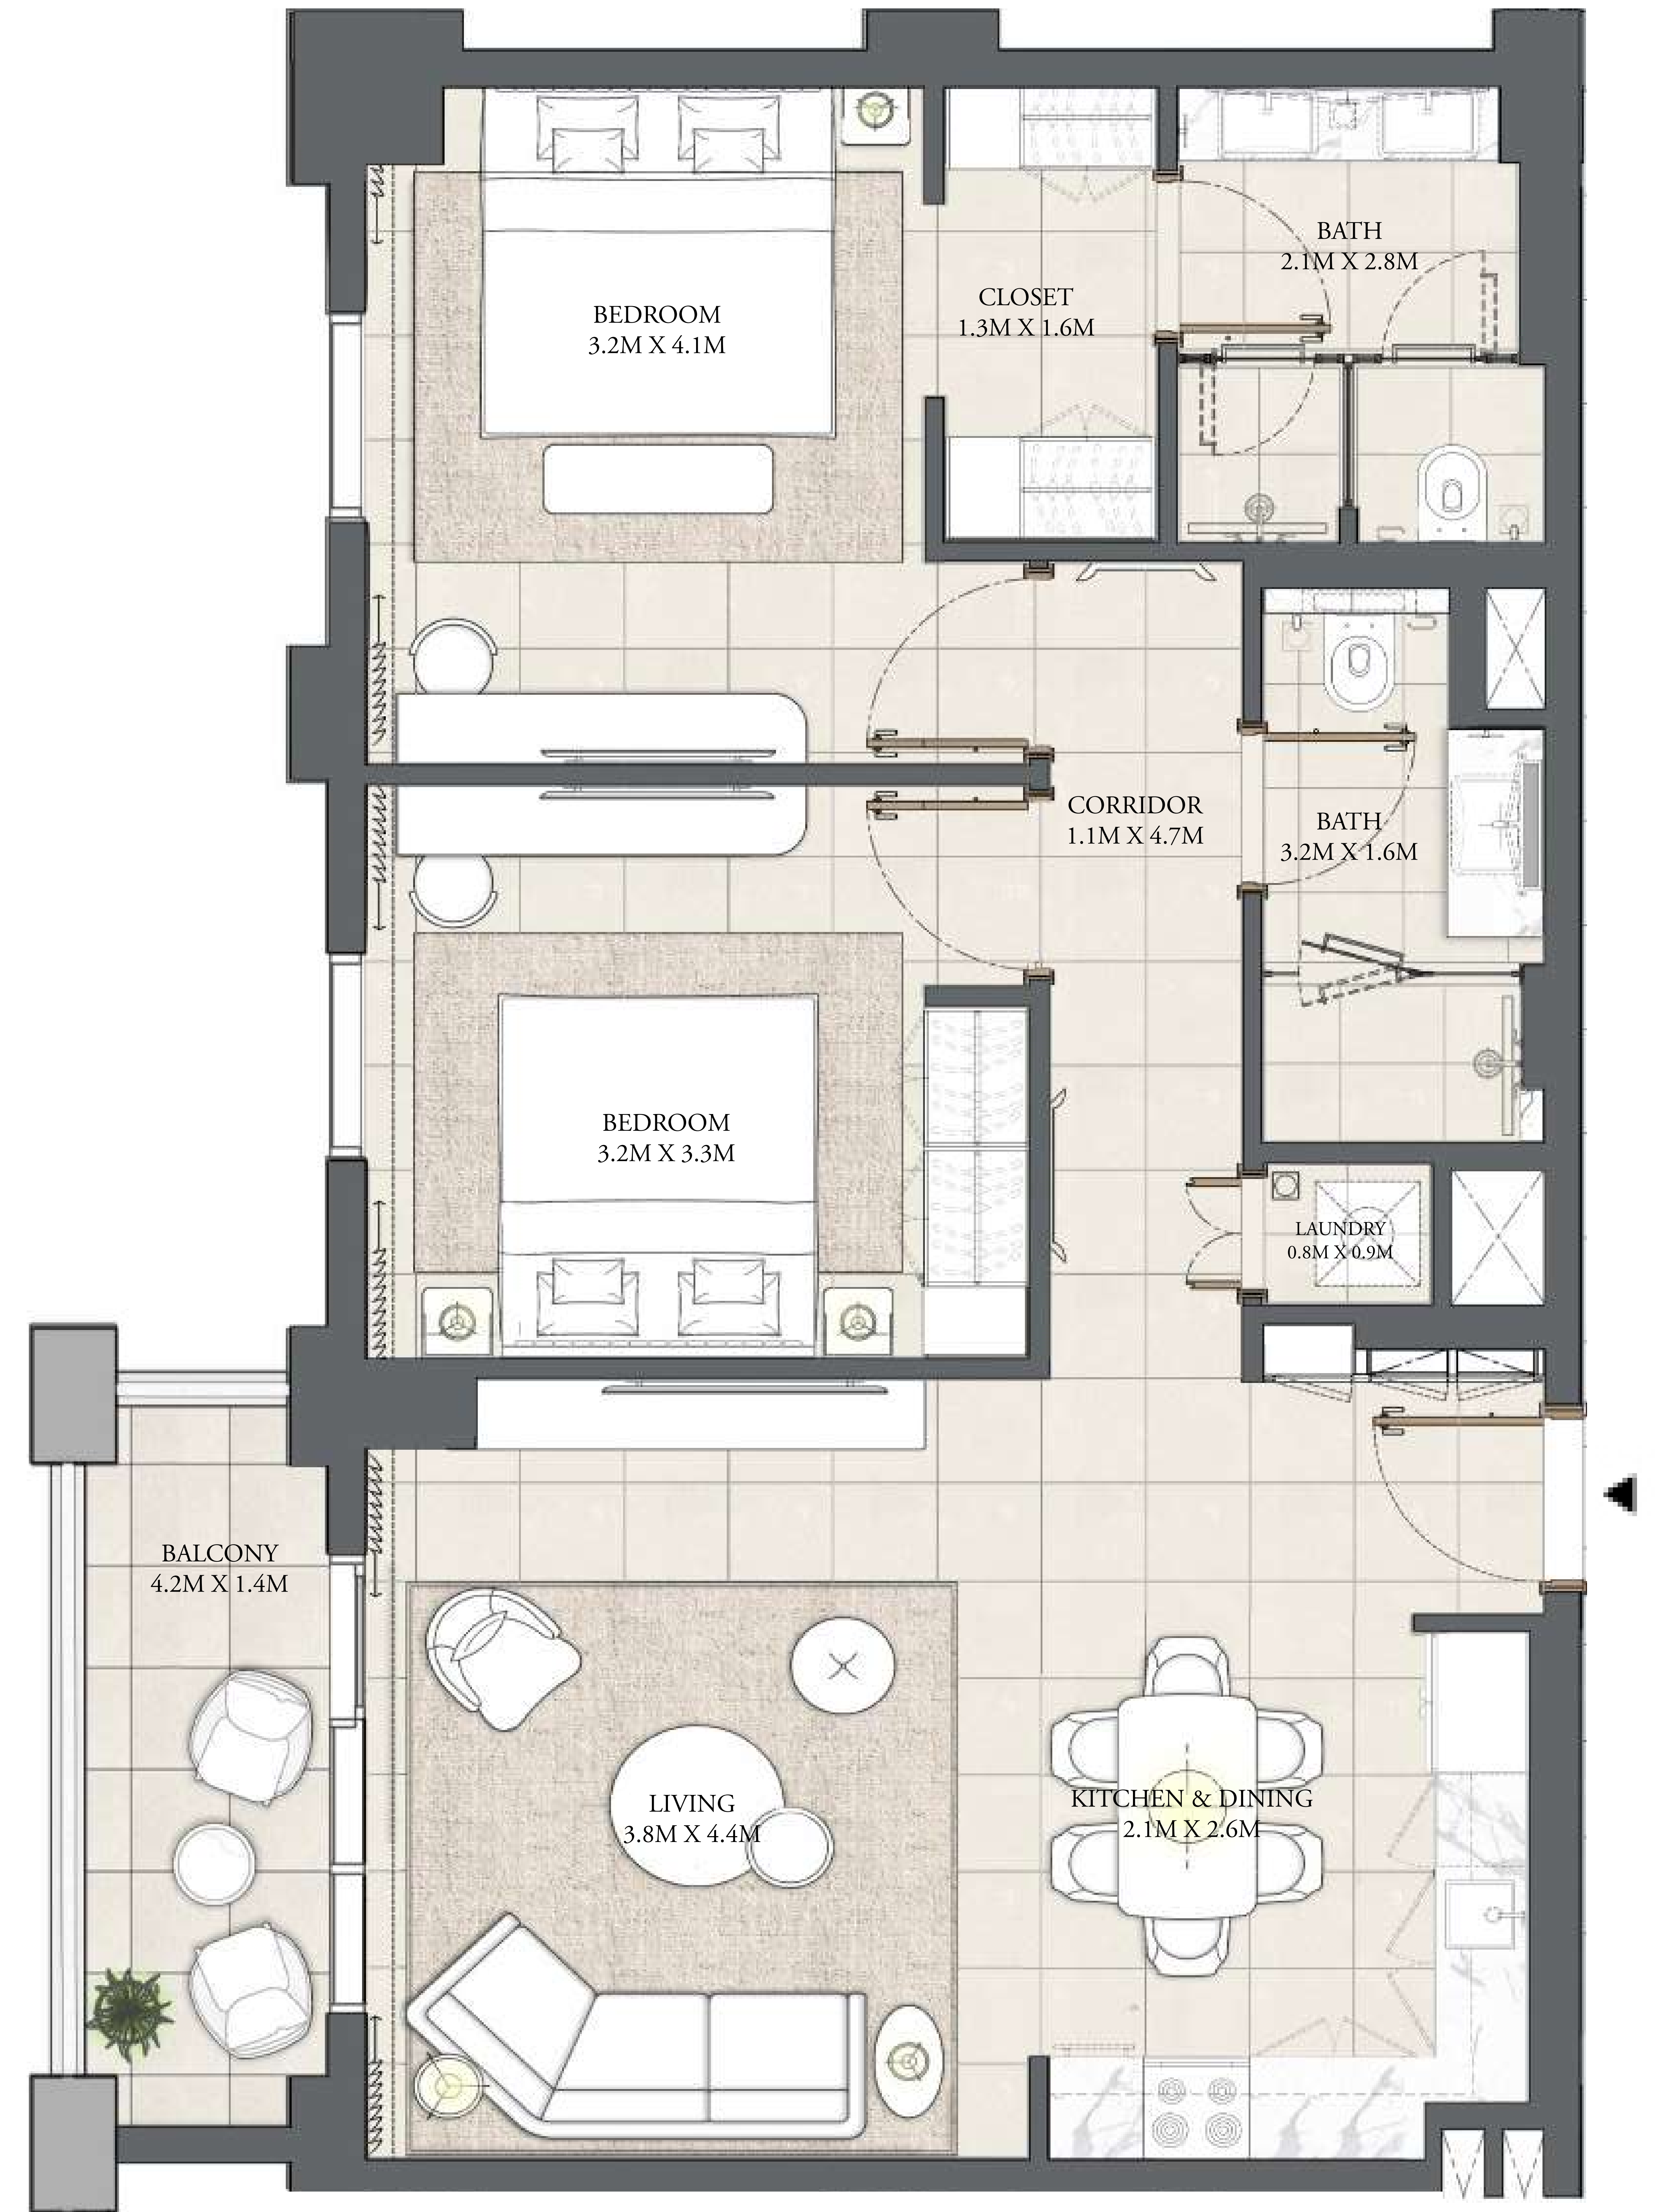 BATH
2.1M X 2.8M
CLOSET
1.3M X 1.6M
BEDROOM
3.2M X 4.1M
CORRIDOR
1.1M X 4.7M
BATH
3.2M X 1.6M
BEDROOM
3.2M X 3.3M
LAUNDRY
0.8M X 0.9M
BALCONY
4.2M X 1.4M
LIVING
3.8M X 4.4M
KITCHEN & DINING
2.1M X 2.6M